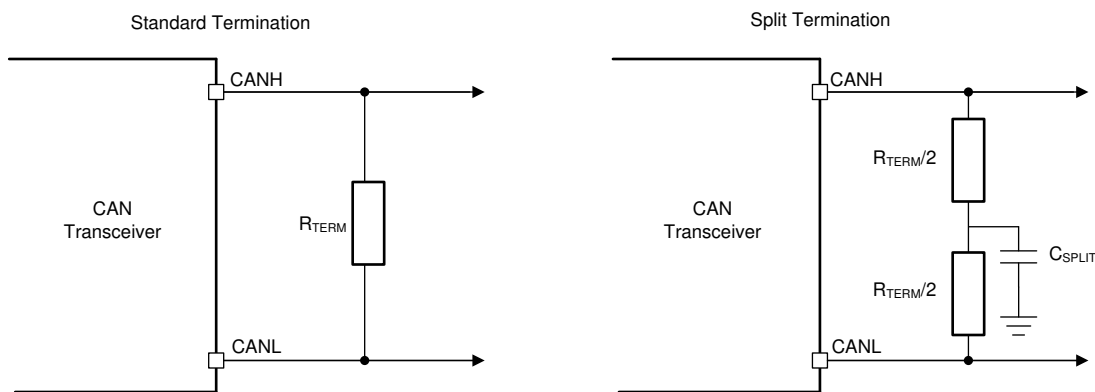 Standard Termination
CANH
CAN
Transceiver
RTERM
CANL
Split Termination
CANH
RTERM/2
CAN
Transceiver
CSPLIT
RTERM/2
CANL